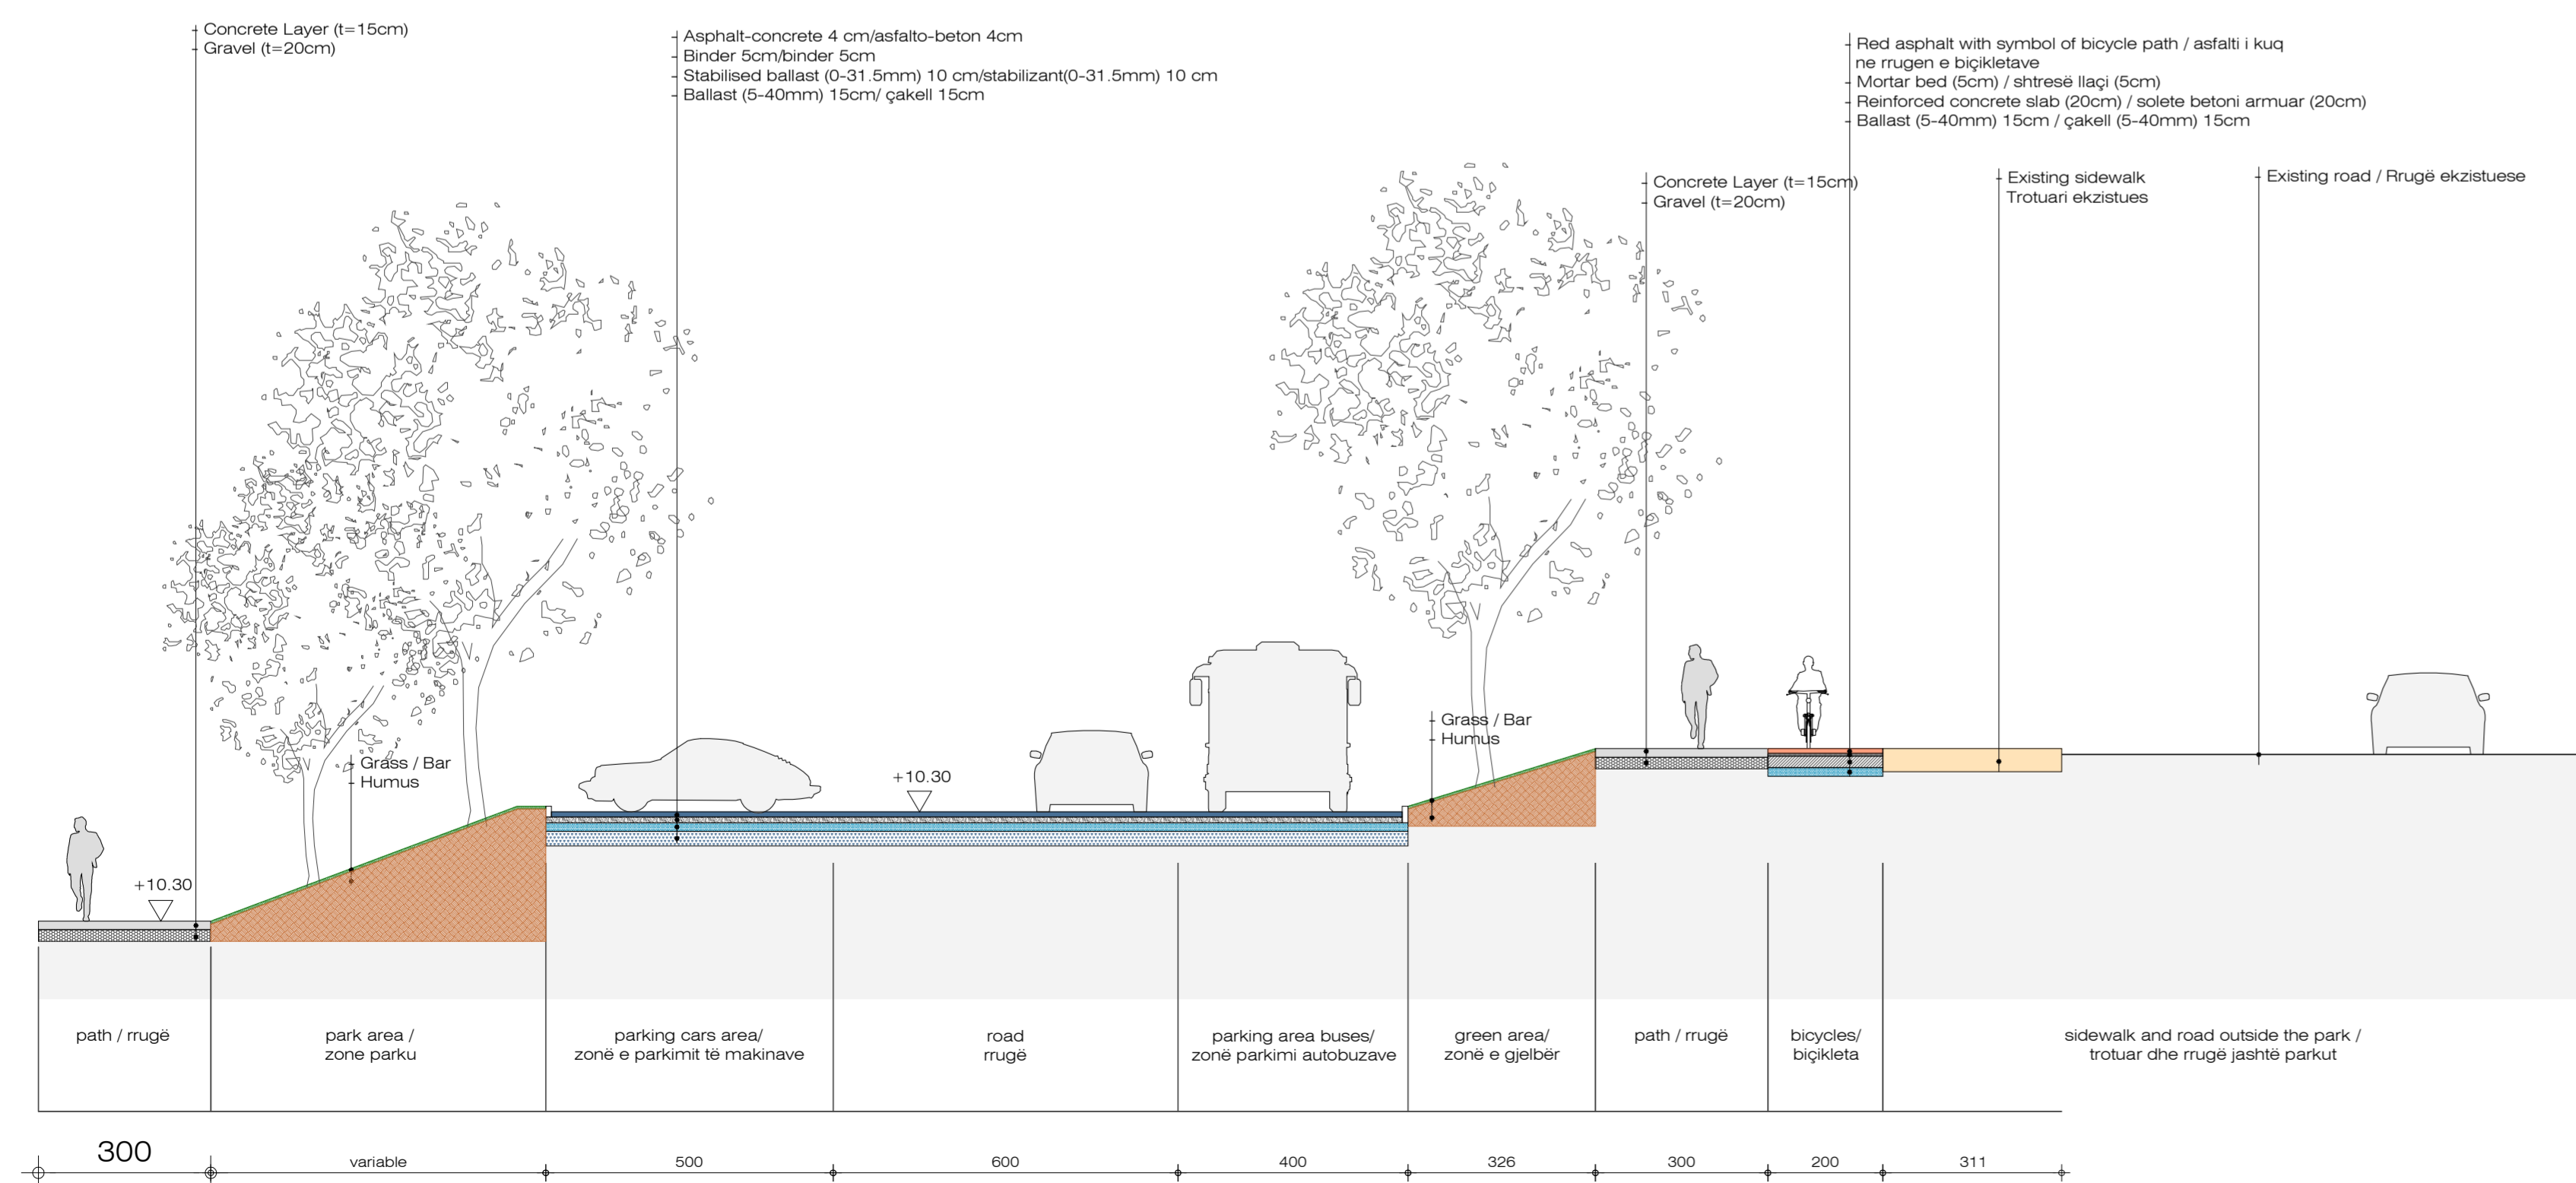 Concrete Layer (t=15cm)
Gravel (t=20cm)
Asphalt-concrete 4 cm/asfalto-beton 4cm
Binder 5cm/binder 5cm
Stabilised ballast (0-31.5mm) 10 cm/stabilizant(0-31.5mm) 10 cm
Ballast (5-40mm) 15cm/ çakell 15cm
Red asphalt with symbol of bicycle path / asfalti i kuq
ne rrugen e biçikletave
Mortar bed (5cm) / shtresë llaçi (5cm)
Reinforced concrete slab (20cm) / solete betoni armuar (20cm)
Ballast (5-40mm) 15cm / çakell (5-40mm) 15cm
Concrete Layer (t=15cm)
Gravel (t=20cm)
Existing sidewalk
Trotuari ekzistues
Existing road / Rrugë ekzistuese
Grass / Bar
Humus
Grass / Bar
Humus
+10.30
+10.30
path / rrugë
park area /
zone parku
parking cars area/
zonë e parkimit të makinave
road
rrugë
parking area buses/
zonë parkimi autobuzave
green area/
zonë e gjelbër
path / rrugë
bicycles/
biçikleta
sidewalk and road outside the park /
trotuar dhe rrugë jashtë parkut
300
variable
500
600
400
326
300
200
311